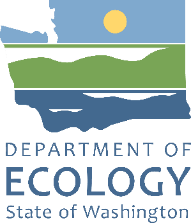 DEPARTMENT OF
ECOLOGY
State of Washington